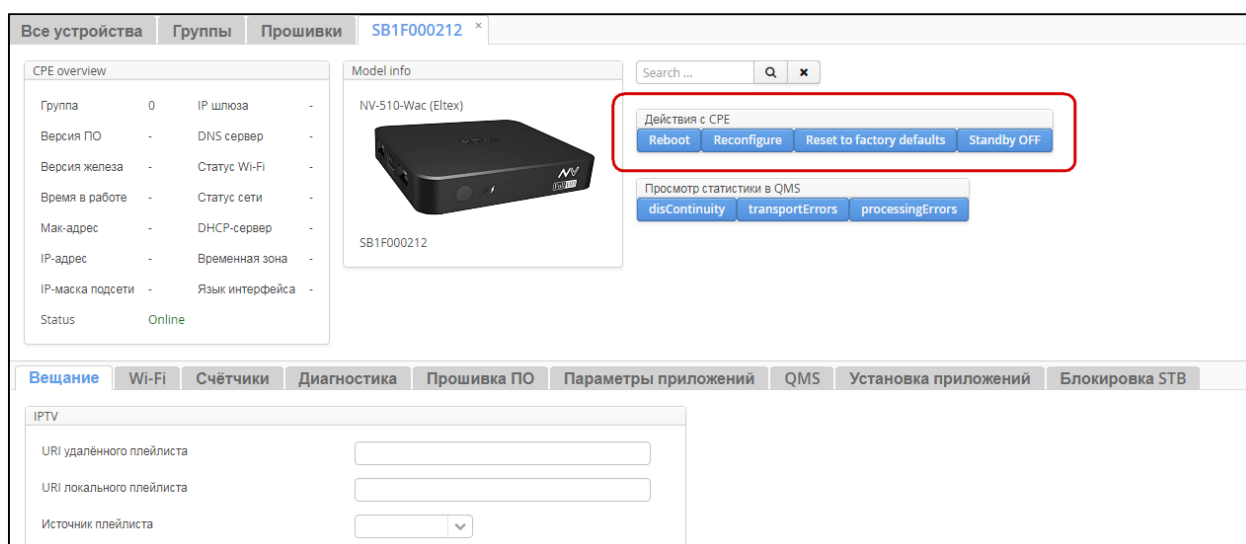 Все устройства Группы Прошивки SB1F000212 ×
CPE overview
Группа 0 IP шлюза -
Версия ПО - DNS сервер -
Версия железа - Статус Wi-Fi -
Время в работе - Статус сети -
Мак-адрес - DHCP-сервер -
IP-адрес - Временная зона -
IP-маска подсети - Язык интерфейса -
Status Online
Model info
NV-510-Wac (Eltex)
NV
Full
SB1F000212
Search ...
Действия с CPE
Reboot Reconfigure Reset to factory defaults Standby OFF
Просмотр статистики в QMS
disContinuity transportErrors processingErrors
Вещание Wi-Fi Счётчики Диагностика Прошивка ПО Параметры приложений QMS Установка приложений Блокировка STB
IPTV
URI удалённого плейлиста
URI локального плейлиста
Источник плейлиста